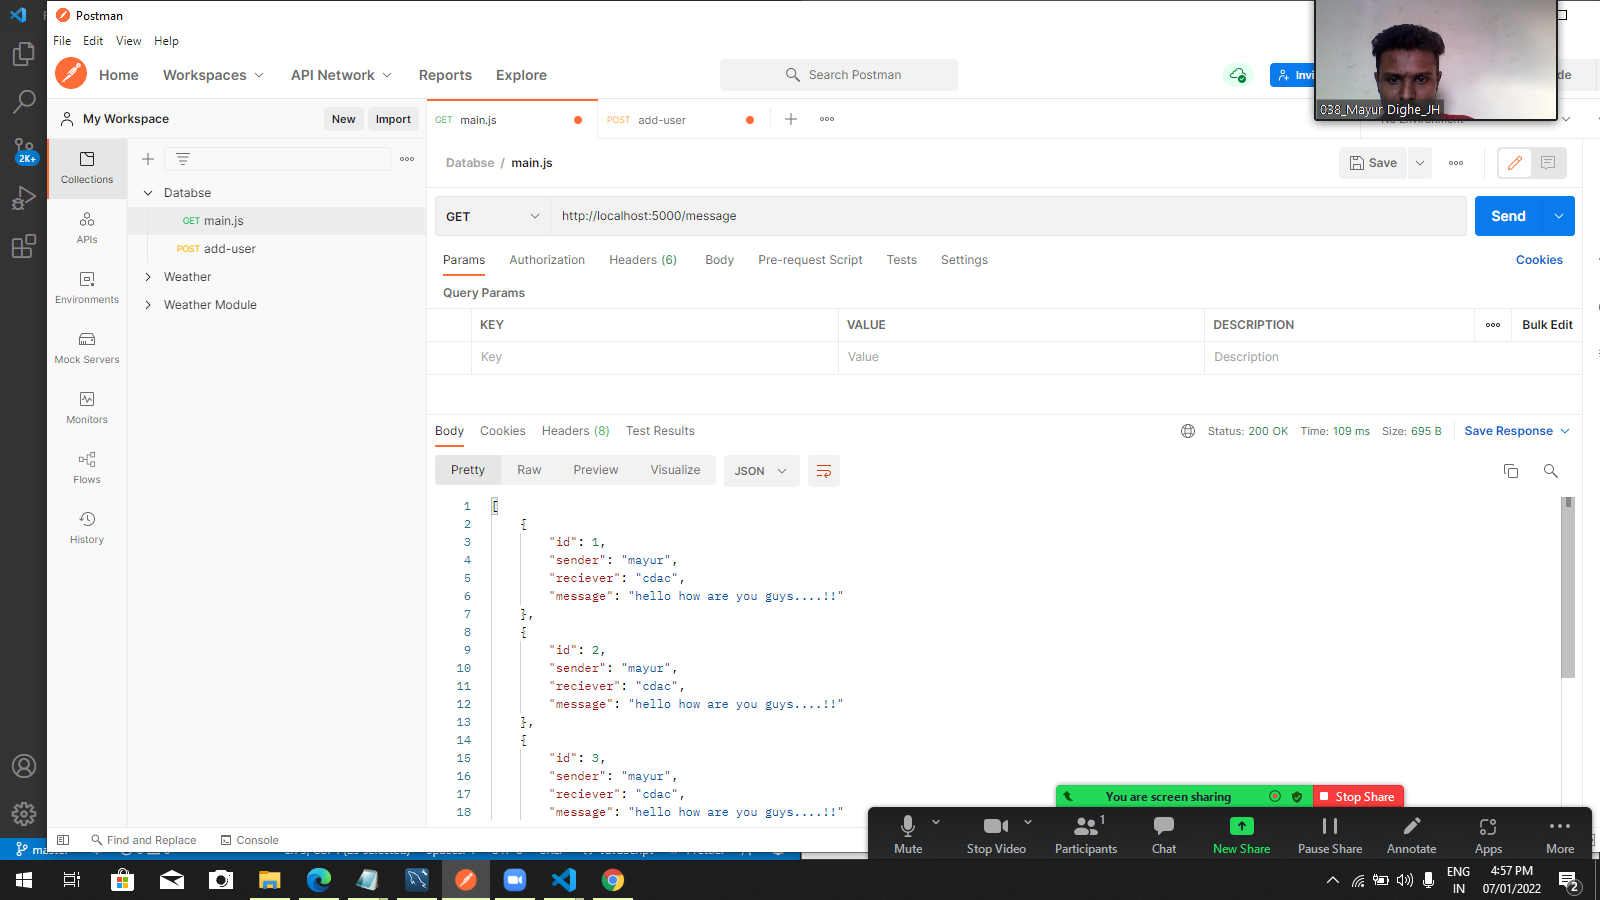 Postman
File Edit View Help
Home Workspaces API Network Reports Explore
Search Postman
Invi
de
038_Mayur Dighe_JH
No Environment
My Workspace New Import
GET main.js
POST add-user
2K+
Collections
APIs
Environments
Mock Servers
Monitors
Flows
History
Databse
GET main.js
POST add-user
Weather
Weather Module
Databse / main.js
Save
GET http://localhost:5000/message Send
Params Authorization Headers (6) Body Pre-request Script Tests Settings Cookies
Query Params
KEY VALUE DESCRIPTION Bulk Edit
Key Value Description
Body Cookies Headers (8) Test Results Status: 200 OK Time: 109 ms Size: 695 B Save Response
Pretty Raw Preview Visualize JSON
1 [
2 {
3 "id": 1,
4 "sender": "mayur",
5 "reciever": "cdac",
6 "message": "hello how are you guys....!!"
7 },
8 {
9 "id": 2,
10 "sender": "mayur",
11 "reciever": "cdac",
12 "message": "hello how are you guys....!!"
13 },
14 {
15 "id": 3,
16 "sender": "mayur",
17 "reciever": "cdac",
18 "message": "hello how are you guys....!!"
You are screen sharing Stop Share
Mute Stop Video Participants 1 Chat New Share Pause Share Annotate Apps More
Find and Replace Console
ENG
IN
4:57 PM
07/01/2022
2